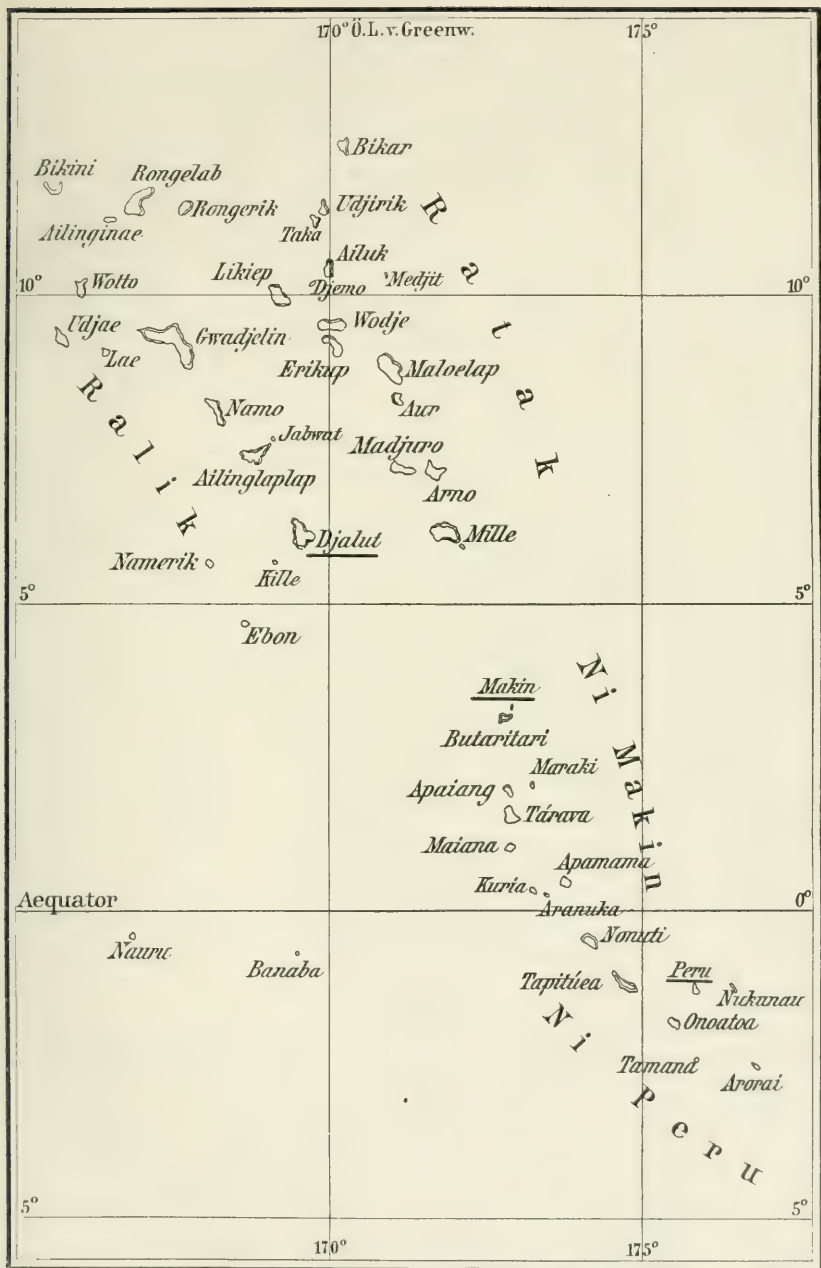 170° Ö.L.v.Greenw. 175°
Bikar
Bikini
Rongelab
Rongerik
Udjirik
Ailinginae
Taka
Ailuk
Wotto
Likiep
Djemo
Medjit
10° 10°
Udjae
Gwadjelin
Wodje
Lae
Erikup
Maloelap
Namo
Aur
Jabwat
Madjuro
Ailinglaplap
Arno
Ratak
Ralik
Djalut
Mille
Namerik
Kille
5° 5°
Ebon
Makin
Butaritari
Maraki
Apaiang
Tárava
Maiana
Apamama
Kuria
Ni Makin
Aequator 0°
Aranuka
Nauru
Banaba
Nonuti
Peru
Tapitúea
Nukunau
Onoatoa
Tamana
Arorai
Ni Peru
5° 5°
170° 175°